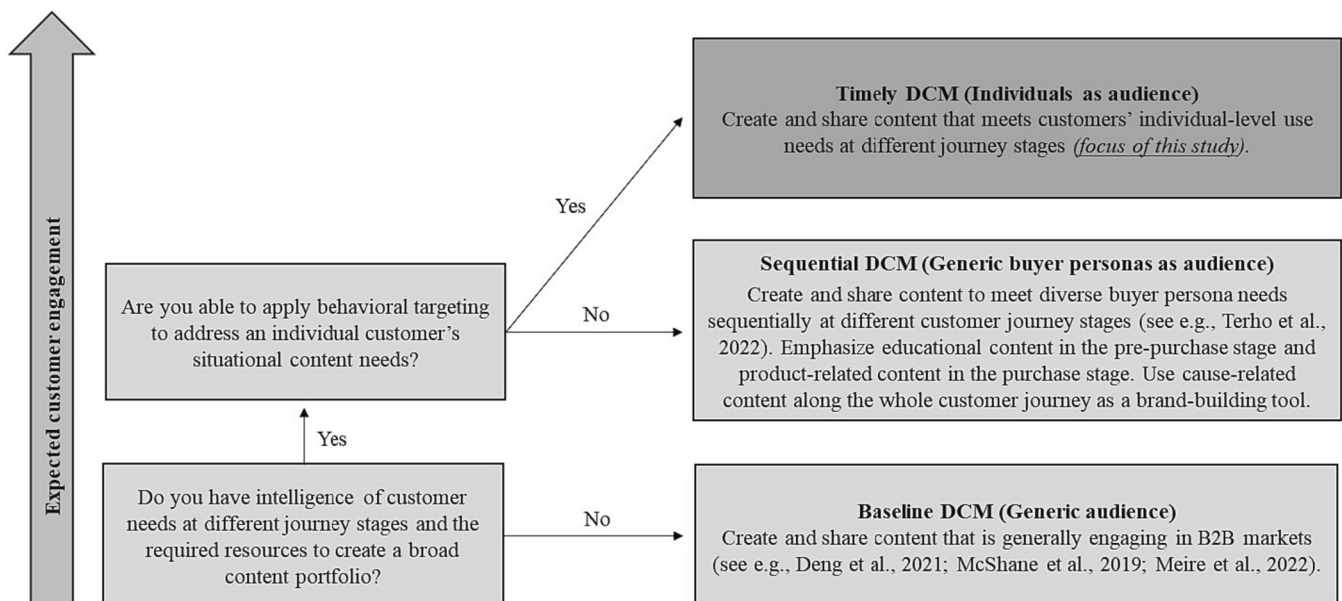 Expected customer engagement
Timely DCM (Individuals as audience)
Create and share content that meets customers' individual-level use
needs at different journey stages (focus of this study).
Yes
Are you able to apply behavioral targeting
to address an individual customer's
situational content needs?
No
Sequential DCM (Generic buyer personas as audience)
Create and share content to meet diverse buyer persona needs
sequentially at different customer journey stages (see e.g., Terho et al.,
2022). Emphasize educational content in the pre-purchase stage and
product-related content in the purchase stage. Use cause-related
content along the whole customer journey as a brand-building tool.
Yes
Do you have intelligence of customer
needs at different journey stages and the
required resources to create a broad
content portfolio?
No
Baseline DCM (Generic audience)
Create and share content that is generally engaging in B2B markets
(see e.g., Deng et al., 2021; McShane et al., 2019; Meire et al., 2022).